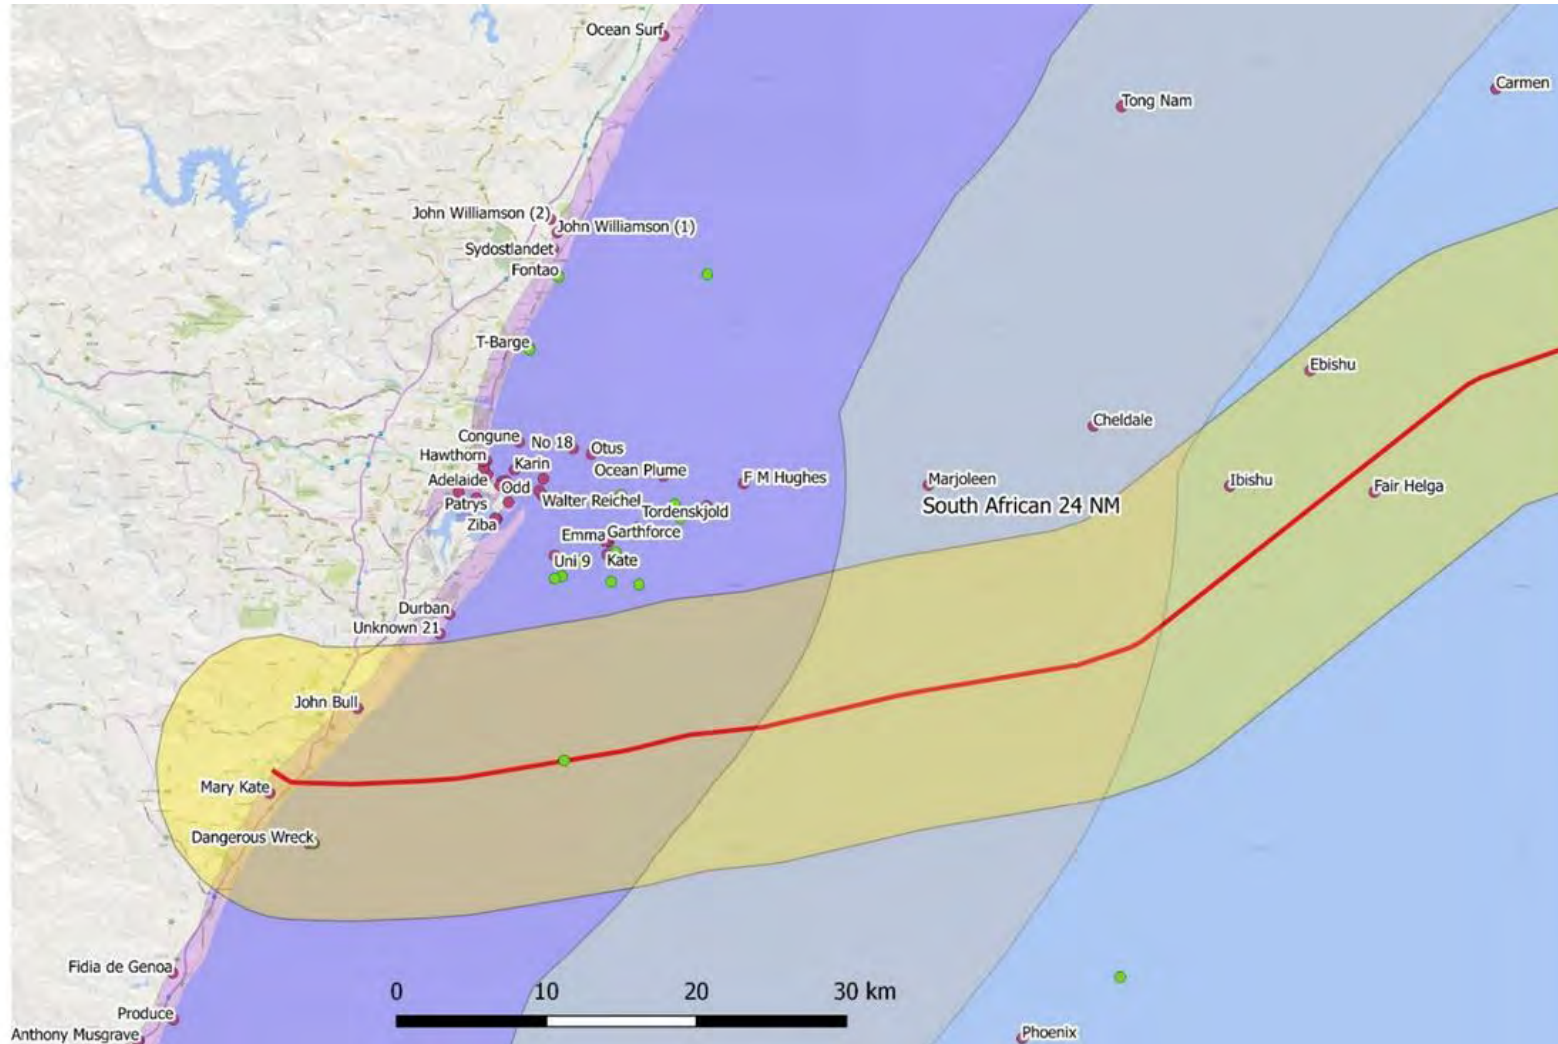 Ocean Surf
Carmen
Tong Nam
John Williamson (2)
John Williamson (1)
Sydostlandet
Fontao
T-Barge
Ebishu
Cheldale
Congune
No 18
Otus
Hawthorn
Karin
Ocean Plume
F M Hughes
Adelaide
Odd
Marjoleen
Ibishu
Fair Helga
Patrys
Walter Reichel
South African 24 NM
Tordenskjold
Ziba
Emma
Garthforce
Uni 9
Kate
Durban
Unknown 21
John Bull
Mary Kate
Dangerous Wreck
Fidia de Genoa
0 10 20 30 km
Produce
Anthony Musgrave
Phoenix